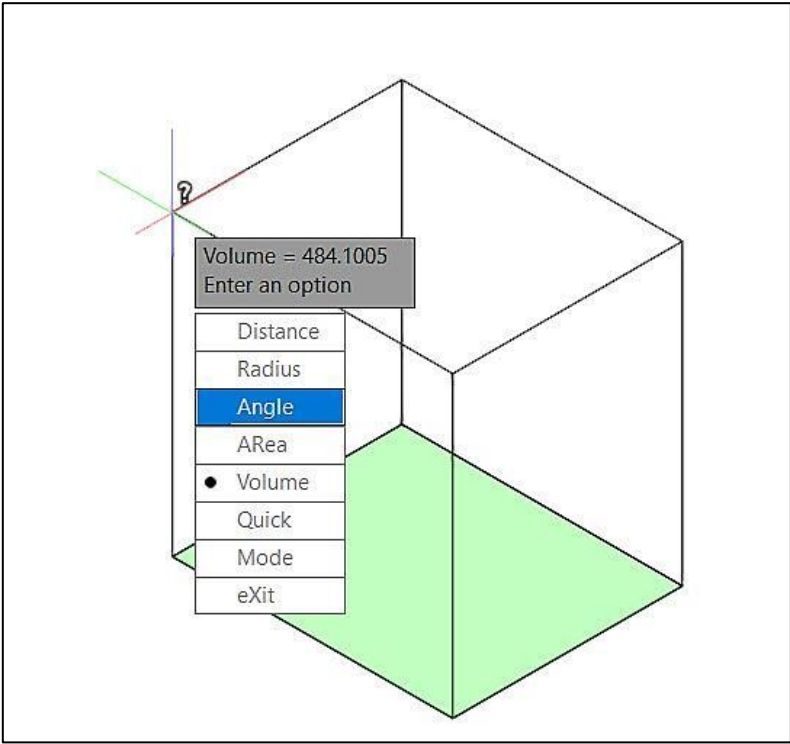 ?
Volume = 484.1005
Enter an option
Distance
Radius
Angle
ARea
Volume
Quick
Mode
eXit